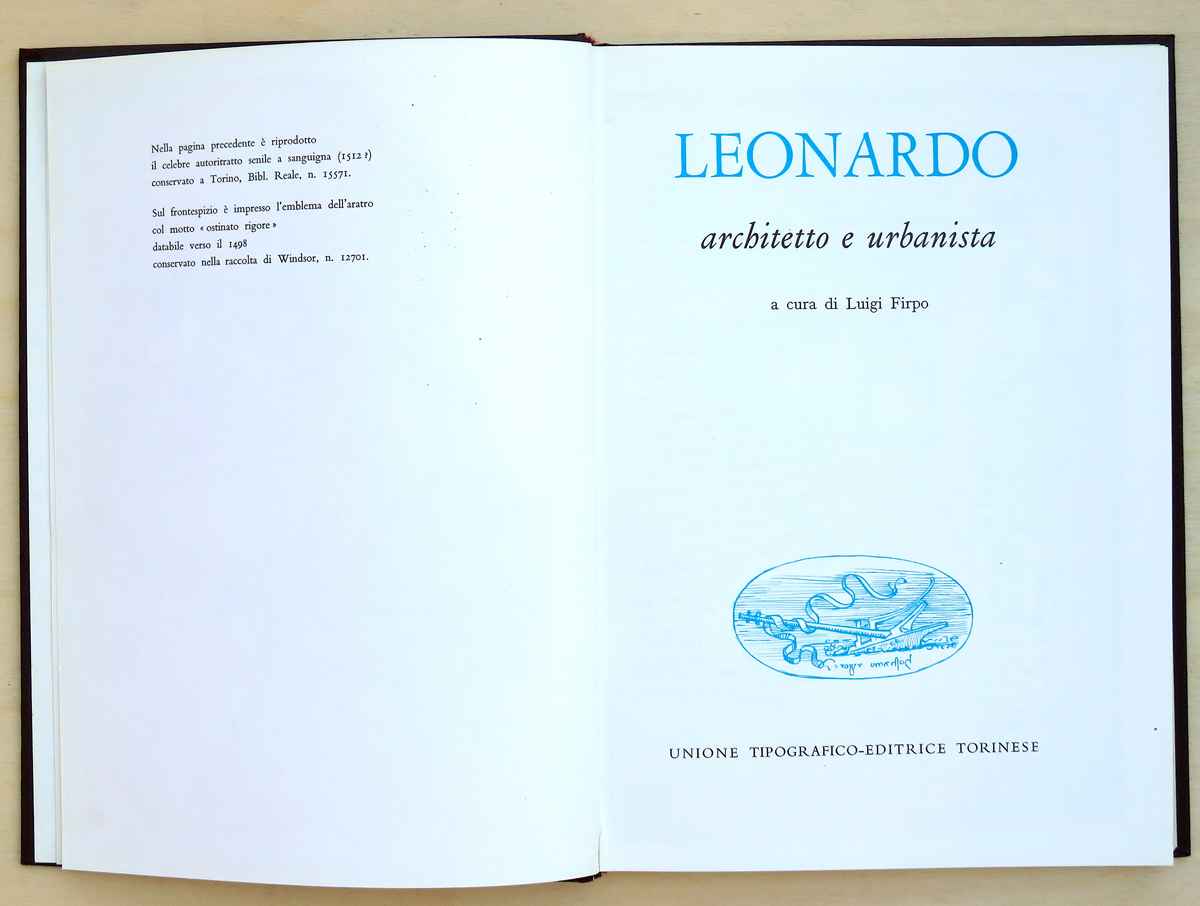 Nella pagina precedente è riprodotto
il celebre autoritratto senile a sanguigna (1512?)
conservato a Torino, Bibl. Reale, n. 15571.
Sul frontespizio è impresso l'emblema dell'aratro
col motto «ostinato rigore»
databile verso il 1498
conservato nella raccolta di Windsor, n. 12701.
LEONARDO
architetto e urbanista
a cura di Luigi Firpo
UNIONE TIPOGRAFICO-EDITRICE TORINESE